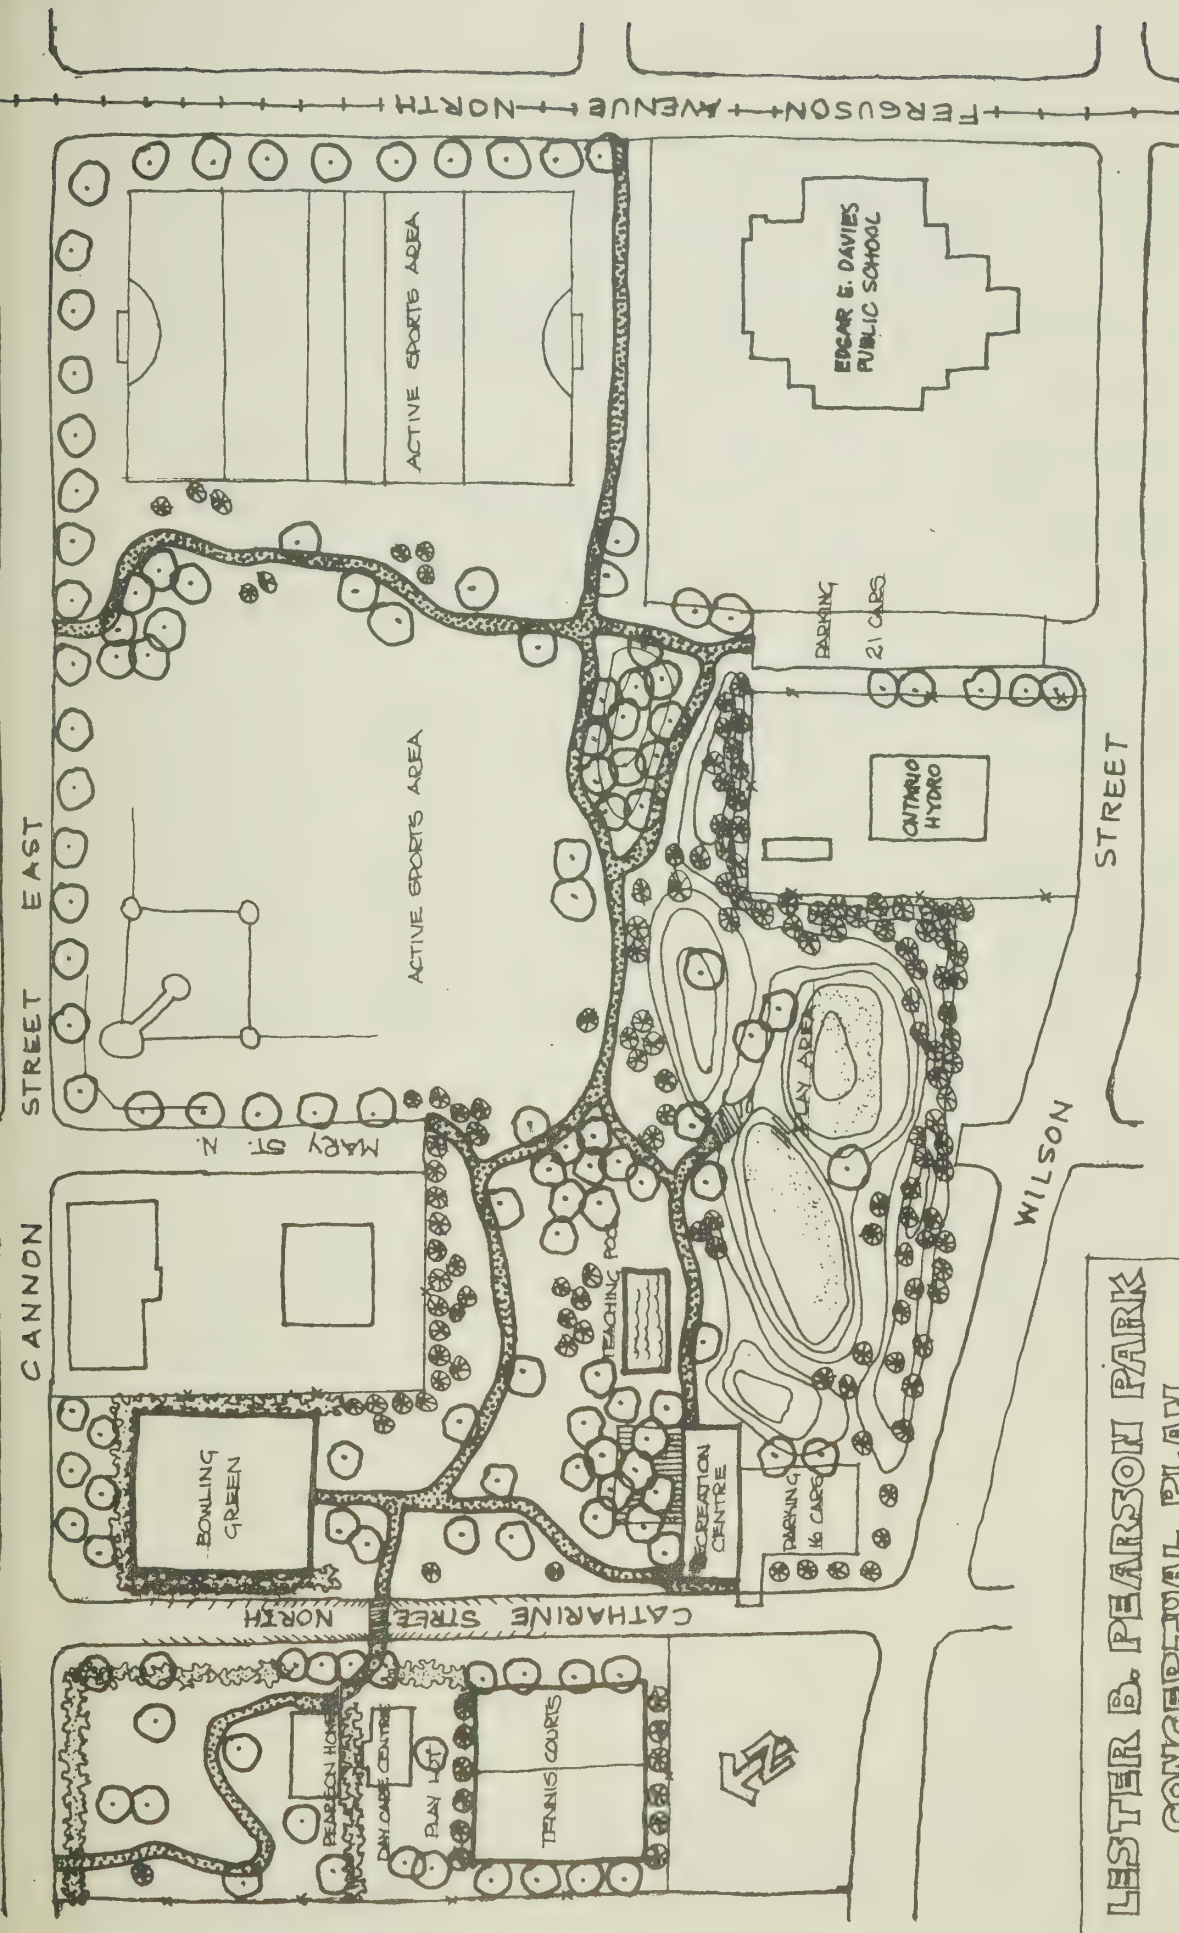 FERGUSON AVENUE NORTH
CANNON STREET EAST
ACTIVE SPORTS AREA
EDGAR E. DAVIES
PUBLIC SCHOOL
PARKING
21 CARS
ACTIVE SPORTS AREA
ONTARIO
HYDRO
MARY ST. N.
PLAY AREA
WILSON STREET
TEACHING POOL
BOWLING
GREEN
RECREATION
CENTRE
PARKING
16 CARS
CATHARINE STREET NORTH
PEARSON HOME
DAY CARE CENTRE
PLAY LOT
TENNIS COURTS
N
LESTER B. PEARSON PARK
CONCEPTUAL PLAN